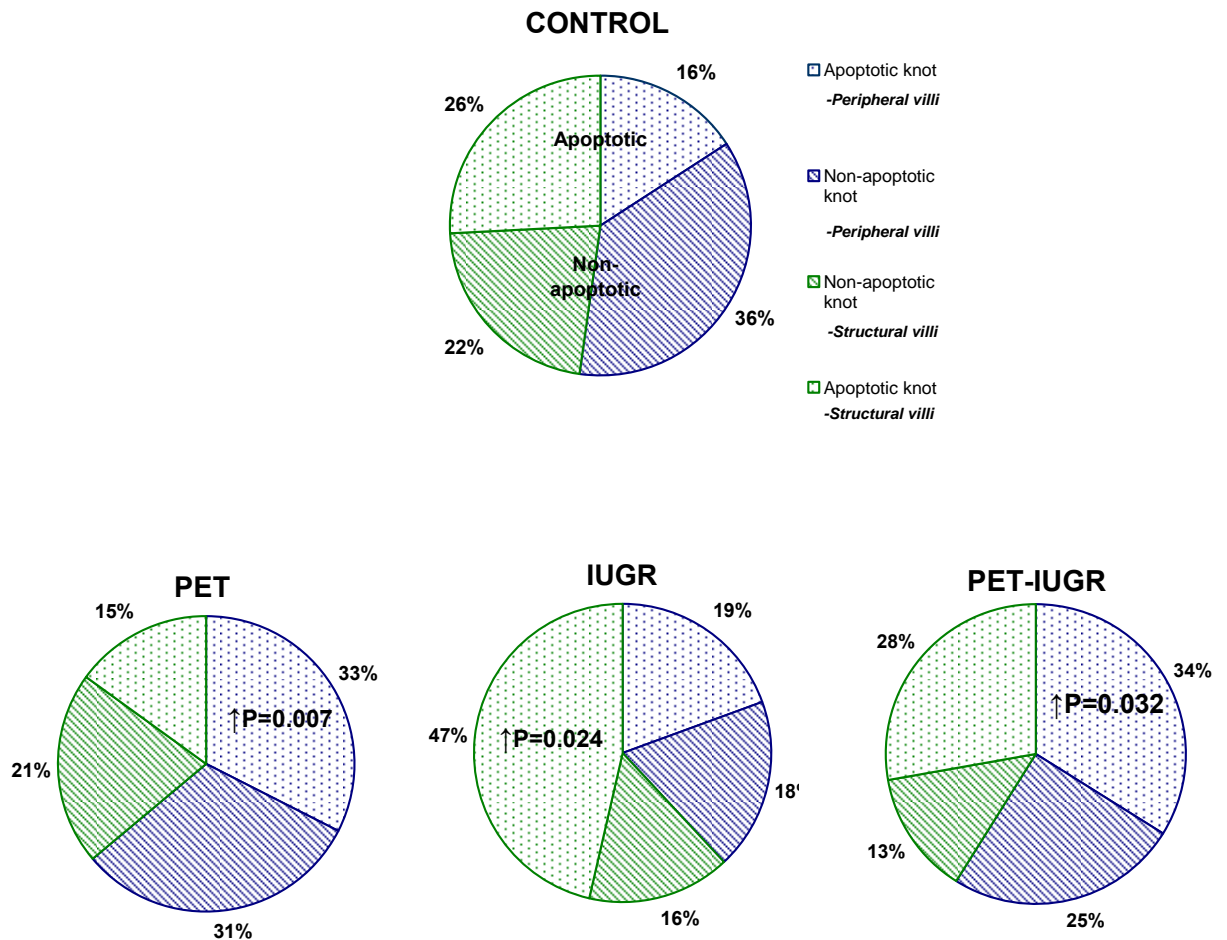 CONTROL
16%
26%
Apoptotic
Non-
apoptotic
36%
22%
Apoptotic knot
-Peripheral villi
Non-apoptotic
knot
-Peripheral villi
Non-apoptotic
knot
-Structural villi
Apoptotic knot
-Structural villi
PET
15%
33%
↑P=0.007
21%
31%
IUGR
19%
47%
↑P=0.024
18
16%
PET-IUGR
28%
34%
↑P=0.032
13%
25%